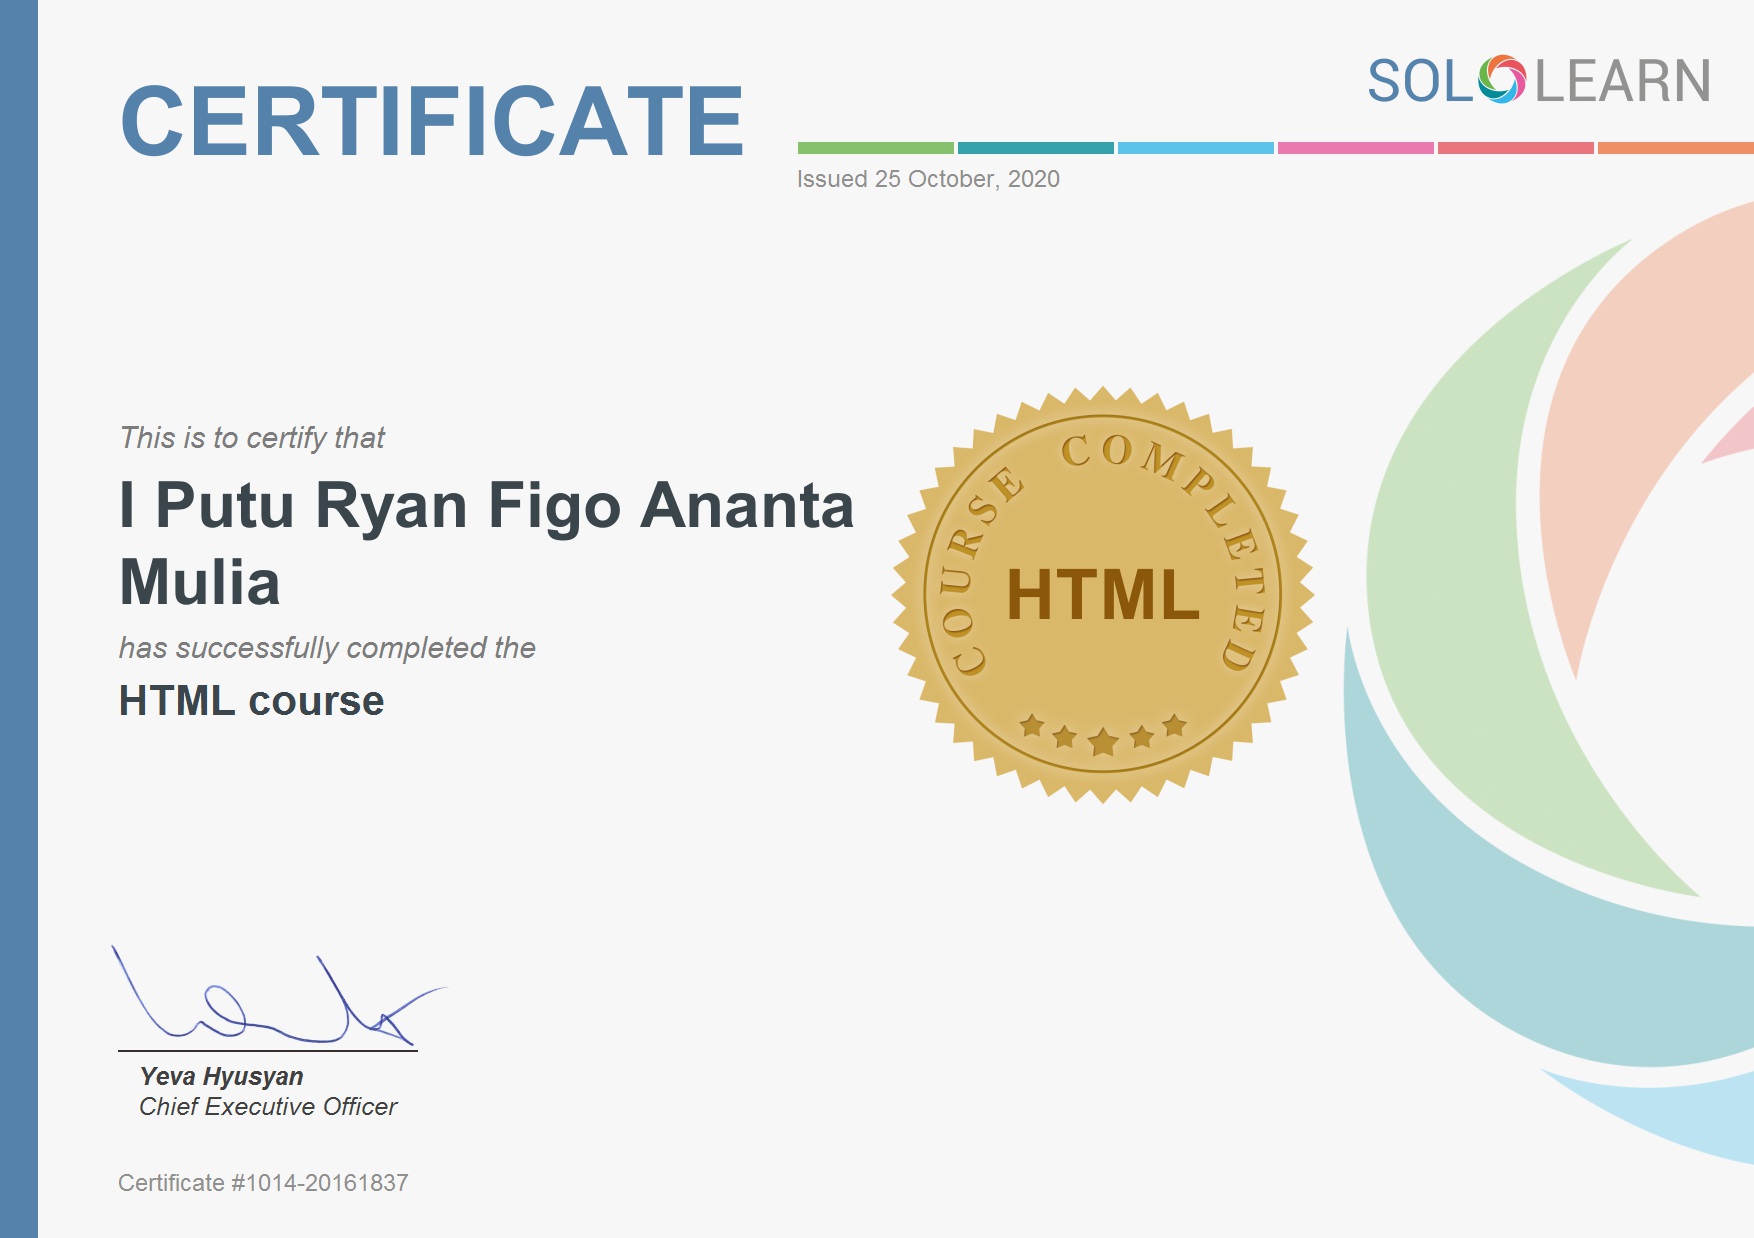 CERTIFICATE
SOLOLEARN
Issued 25 October, 2020
This is to certify that
I Putu Ryan Figo Ananta
Mulia
has successfully completed the
HTML course
COURSE COMPLETED
HTML
Yeva Hyusyan
Chief Executive Officer
Certificate #1014-20161837